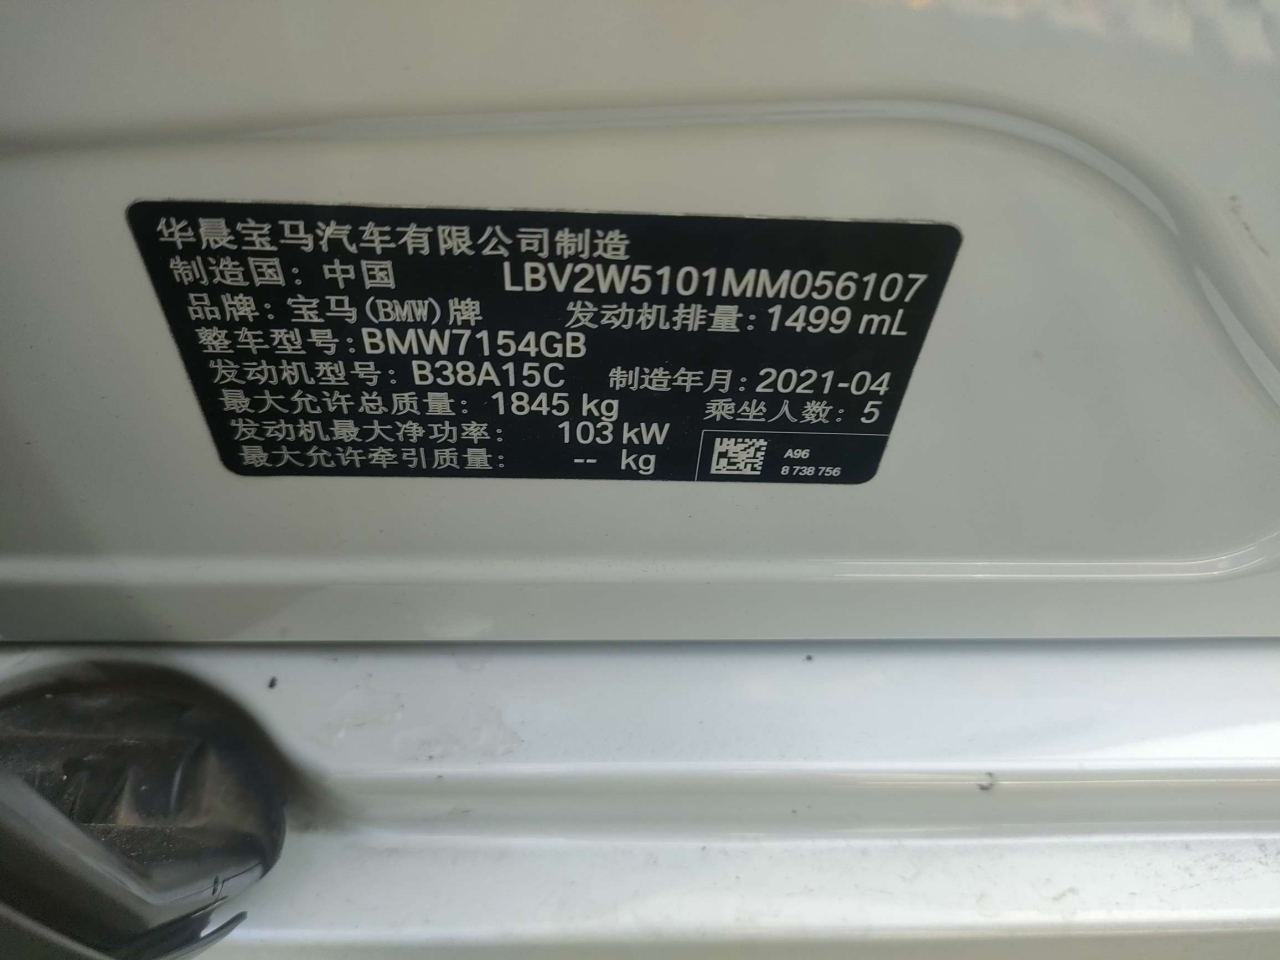 华晨宝马汽车有限公司制造
制造国：中国 LBV2W5101MM056107
品牌：宝马(BMW)牌 发动机排量：1499 mL
整车型号：BMW7154GB
发动机型号：B38A15C 制造年月：2021-04
最大允许总质量：1845 kg 乘坐人数：5
发动机最大净功率：103 kW
最大允许牵引质量：-- kg
A96
8 738 756